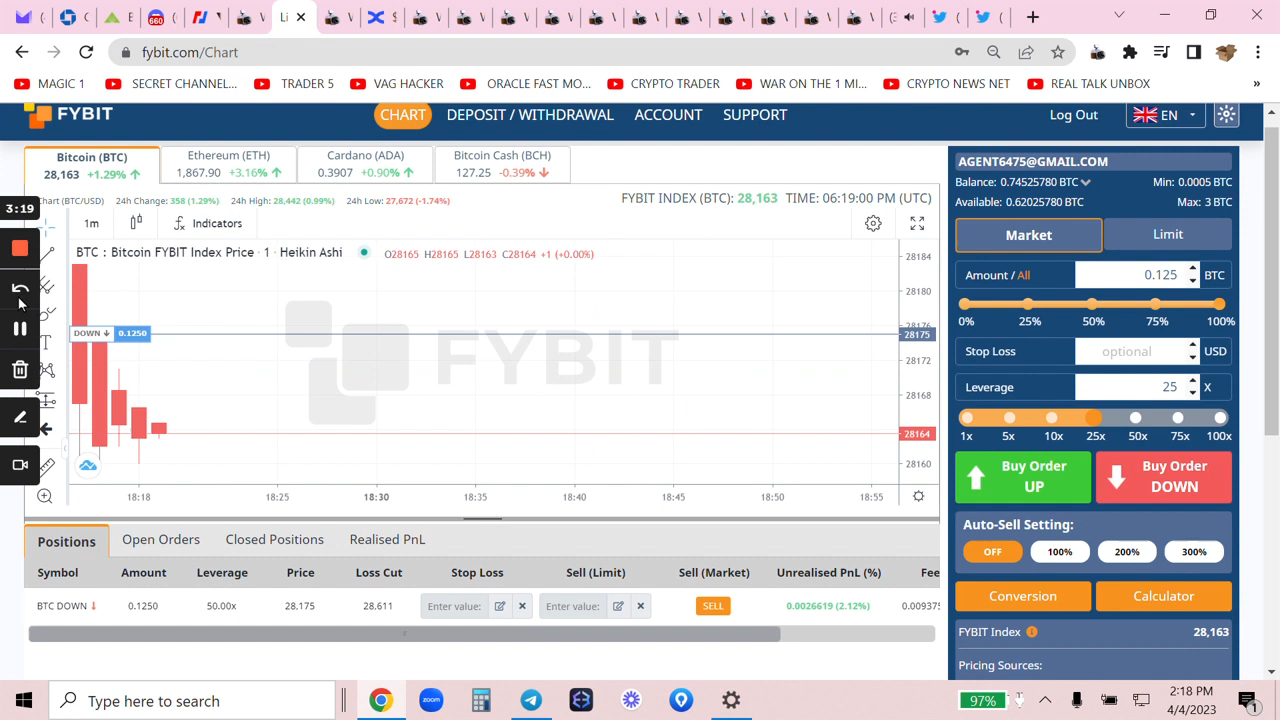 fybit.com/Chart
MAGIC 1
SECRET CHANNEL...
TRADER 5
VAG HACKER
ORACLE FAST MO...
CRYPTO TRADER
WAR ON THE 1 MI...
CRYPTO NEWS NET
REAL TALK UNBOX
»
FYBIT
CHART
DEPOSIT / WITHDRAWAL
ACCOUNT
SUPPORT
Log Out
EN
Bitcoin (BTC)
28,163 +1.29% ↑
Ethereum (ETH)
1,867.90 +3.16% ↑
Cardano (ADA)
0.3907 +0.90% ↑
Bitcoin Cash (BCH)
127.25 -0.39% ↓
Chart (BTC/USD)
24h Change: 358 (1.29%)
24h High: 28,442 (0.99%)
24h Low: 27,672 (-1.74%)
FYBIT INDEX (BTC): 28,163
TIME: 06:19:00 PM (UTC)
3:19
1m
Indicators
BTC : Bitcoin FYBIT Index Price · 1 · Heikin Ashi
O28165 H28165 L28163 C28164 +1 (+0.00%)
FYBIT
DOWN ↓ 0.1250
28184
28180
28176
28175
28172
28168
28164
28160
18:18
18:25
18:30
18:35
18:40
18:45
18:50
18:55
AGENT6475@GMAIL.COM
Balance: 0.74525780 BTC
Min: 0.0005 BTC
Available: 0.62025780 BTC
Max: 3 BTC
Market
Limit
Amount / All
0.125
BTC
0%
25%
50%
75%
100%
Stop Loss
optional
USD
Leverage
25
X
1x
5x
10x
25x
50x
75x
100x
Buy Order
UP
Buy Order
DOWN
Auto-Sell Setting:
OFF
100%
200%
300%
Conversion
Calculator
FYBIT Index
28,163
Pricing Sources:
Positions
Open Orders
Closed Positions
Realised PnL
Symbol
Amount
Leverage
Price
Loss Cut
Stop Loss
Sell (Limit)
Sell (Market)
Unrealised PnL (%)
Fee
BTC DOWN ↓
0.1250
50.00x
28.175
28.611
Enter value:
Enter value:
SELL
0.0026619 (2.12%)
0.009375
Type here to search
zoom
97%
2:18 PM
4/4/2023
1